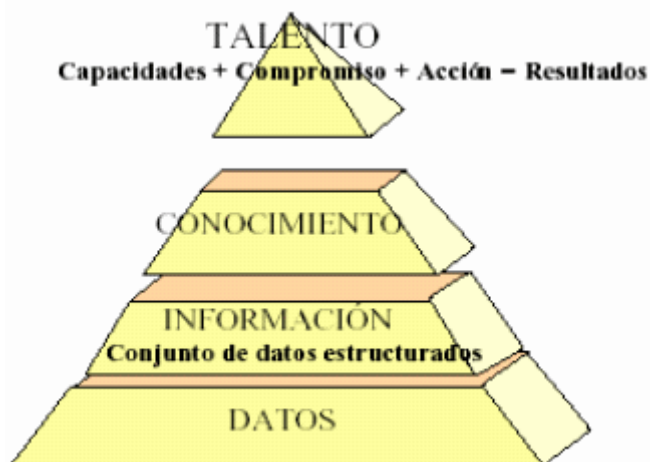 TALENTO
Capacidades + Compromiso + Acción = Resultados
CONOCIMIENTO
INFORMACIÓN
Conjunto de datos estructurados
DATOS